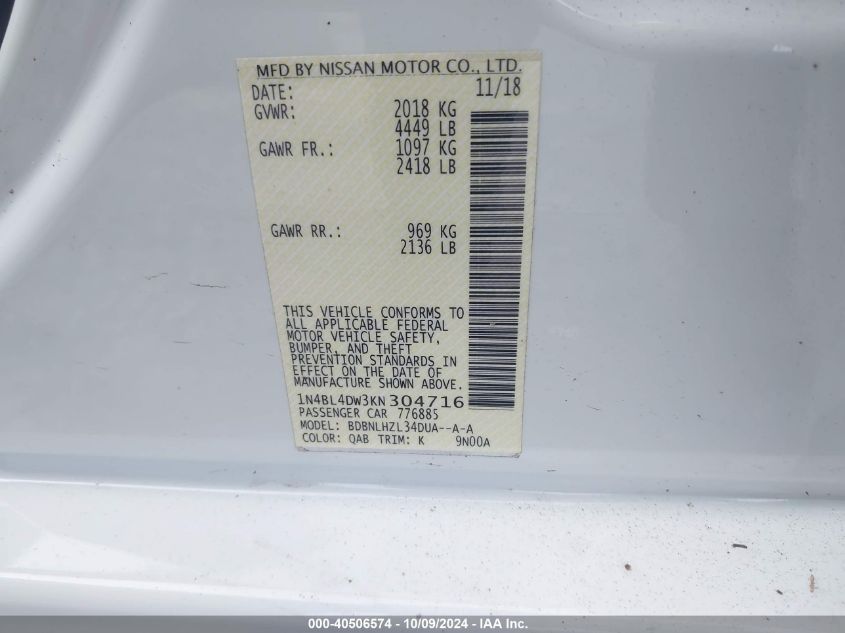 MFD BY NISSAN MOTOR CO., LTD.
DATE: 11/18
GVWR: 2018 KG
4449 LB
GAWR FR.: 1097 KG
2418 LB
GAWR RR.: 969 KG
2136 LB
THIS VEHICLE CONFORMS TO
ALL APPLICABLE FEDERAL
MOTOR VEHICLE SAFETY,
BUMPER, AND THEFT
PREVENTION STANDARDS IN
EFFECT ON THE DATE OF
MANUFACTURE SHOWN ABOVE.
1N4BL4DW3KN304716
PASSENGER CAR 776885
MODEL: BDBNLHZL34DUA--A-A
COLOR: QAB TRIM: K 9N00A
000-40506574 - 10/09/2024 - IAA Inc.